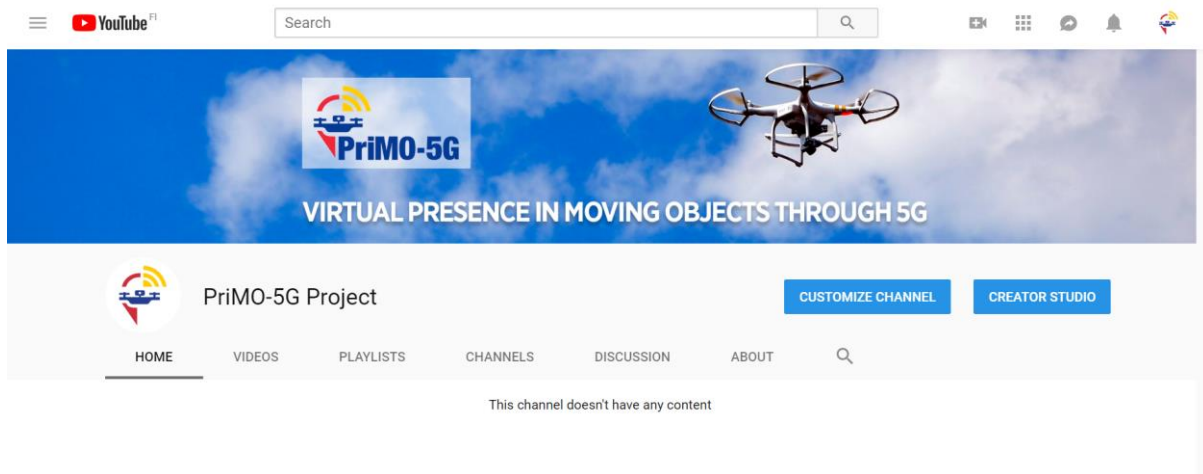 YouTube FI
Search
PriMO-5G
VIRTUAL PRESENCE IN MOVING OBJECTS THROUGH 5G
PriMO-5G Project
CUSTOMIZE CHANNEL
CREATOR STUDIO
HOME VIDEOS PLAYLISTS CHANNELS DISCUSSION ABOUT
This channel doesn't have any content